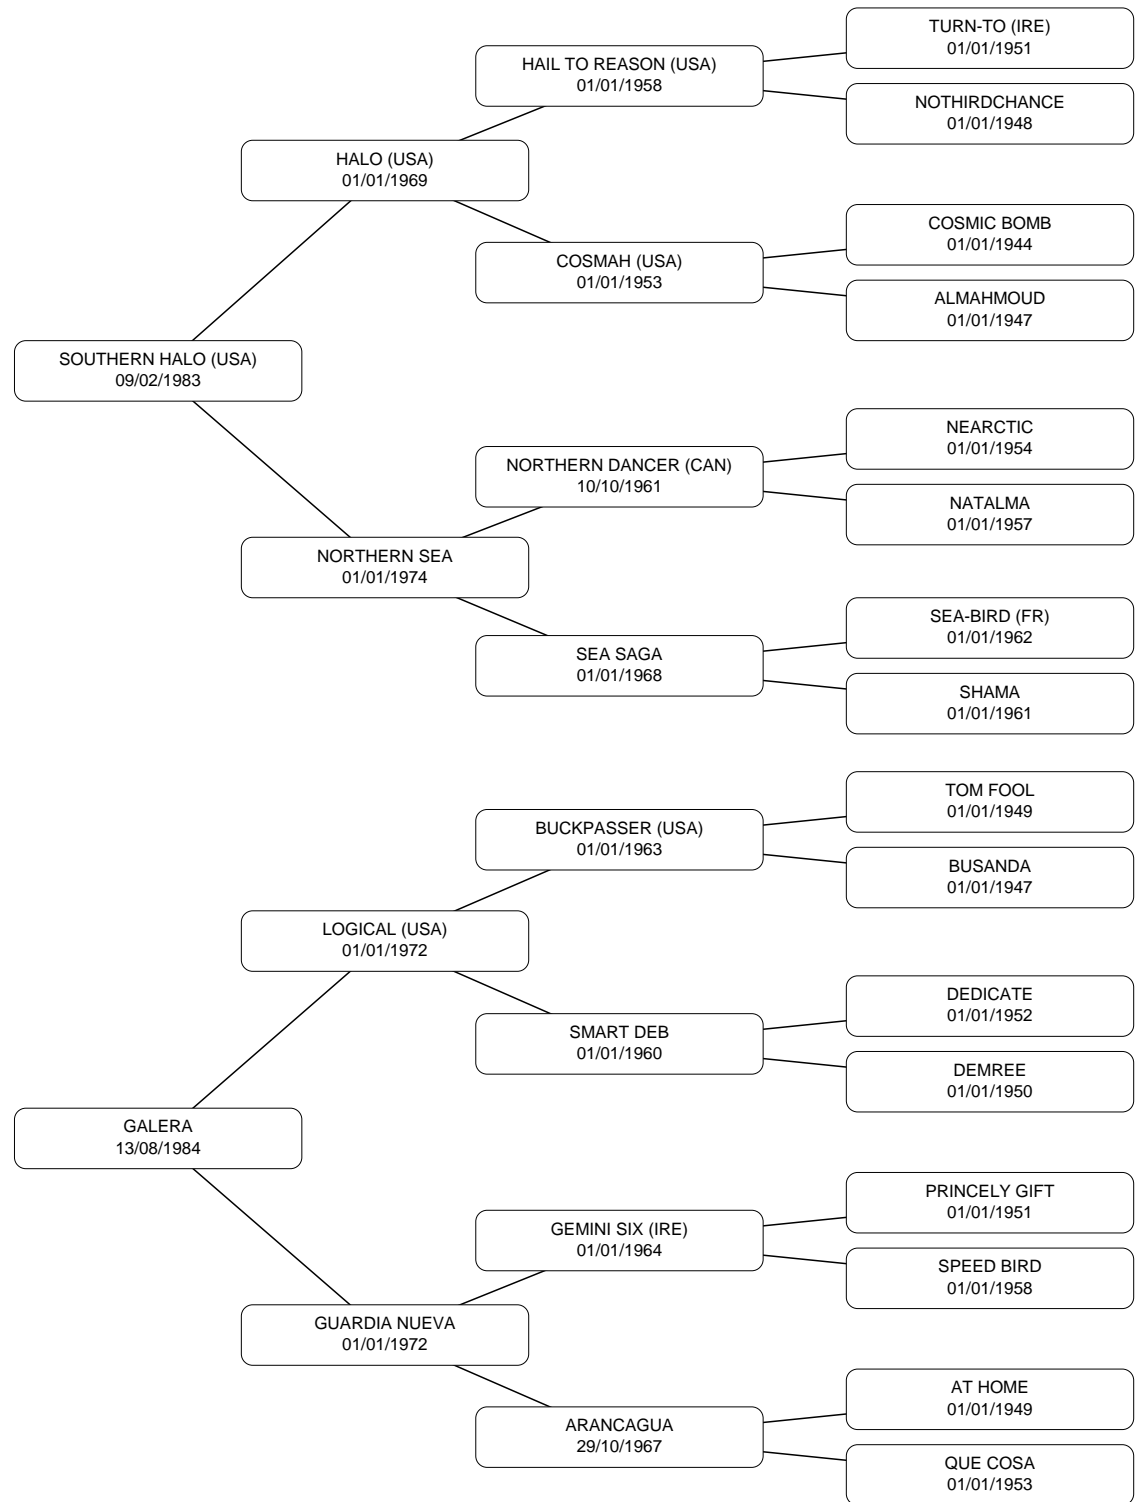 TURN-TO (IRE)
01/01/1951
HAIL TO REASON (USA)
01/01/1958
NOTHIRDCHANCE
01/01/1948
HALO (USA)
01/01/1969
COSMIC BOMB
01/01/1944
COSMAH (USA)
01/01/1953
ALMAHMOUD
01/01/1947
SOUTHERN HALO (USA)
09/02/1983
NEARCTIC
01/01/1954
NORTHERN DANCER (CAN)
10/10/1961
NATALMA
01/01/1957
NORTHERN SEA
01/01/1974
SEA-BIRD (FR)
01/01/1962
SEA SAGA
01/01/1968
SHAMA
01/01/1961
TOM FOOL
01/01/1949
BUCKPASSER (USA)
01/01/1963
BUSANDA
01/01/1947
LOGICAL (USA)
01/01/1972
DEDICATE
01/01/1952
SMART DEB
01/01/1960
DEMREE
01/01/1950
GALERA
13/08/1984
PRINCELY GIFT
01/01/1951
GEMINI SIX (IRE)
01/01/1964
SPEED BIRD
01/01/1958
GUARDIA NUEVA
01/01/1972
AT HOME
01/01/1949
ARANCAGUA
29/10/1967
QUE COSA
01/01/1953